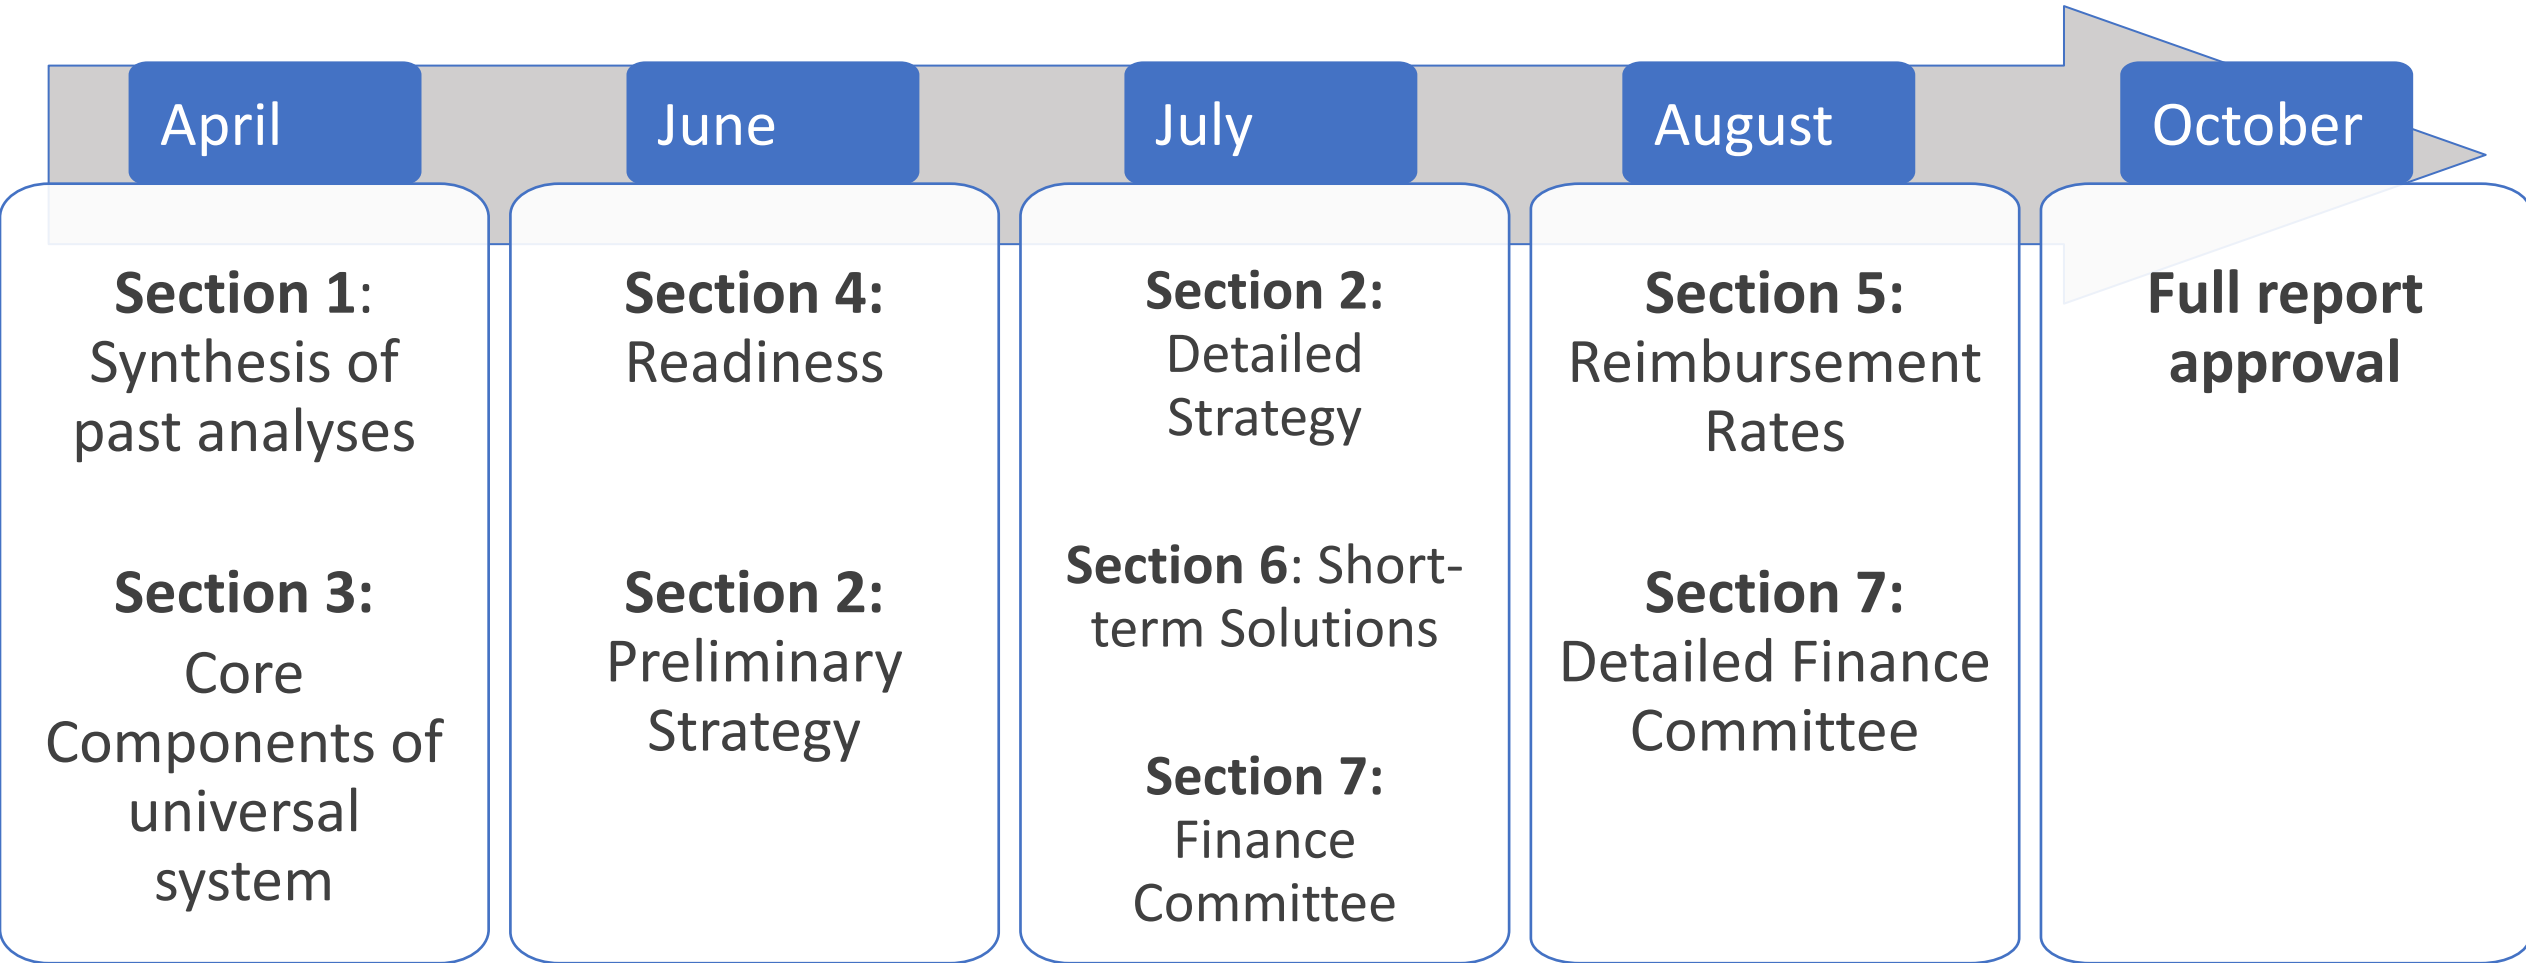 April
June
July
August
October
Section 1:
Synthesis of
past analyses
Section 3:
Core
Components of
universal
system
Section 4:
Readiness
Section 2:
Preliminary
Strategy
Section 2:
Detailed
Strategy
Section 6: Short-
term Solutions
Section 7:
Finance
Committee
Section 5:
Reimbursement
Rates
Section 7:
Detailed Finance
Committee
Full report
approval